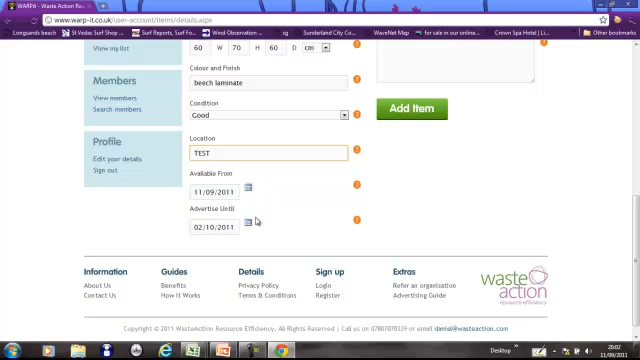 WARPit
WARPit - Waste Action Reso
www.warp-it.co.uk/user-account/items/details.aspx
Longsands beach
St Vedas Surf Shop
Surf Reports, Surf Fo
Wind Observation
Sunderland City Co
WaveNet Map
for sale in our online
Crown Spa Hotel (
Other bookmarks
View my list
60 W 70 H 60 D cm
Colour and Finish
beech laminate
Members
View members
Search members
Condition
Good
Add Item
Profile
Edit your details
Sign out
Location
TEST
Available From
11/09/2011
Advertise Until
02/10/2011
Information Guides Details Sign up Extras
About Us Benefits Privacy Policy Login Refer an organisation
Contact Us How It Works Terms & Conditions Register Advertising Guide
waste
action
resource efficiency
Copyright © 2011 WasteAction Resource Efficiency, All Rights Reserved | Call us on 07807070339 or email daniel@wasteaction.com
Desktop
20:02
11/09/2011